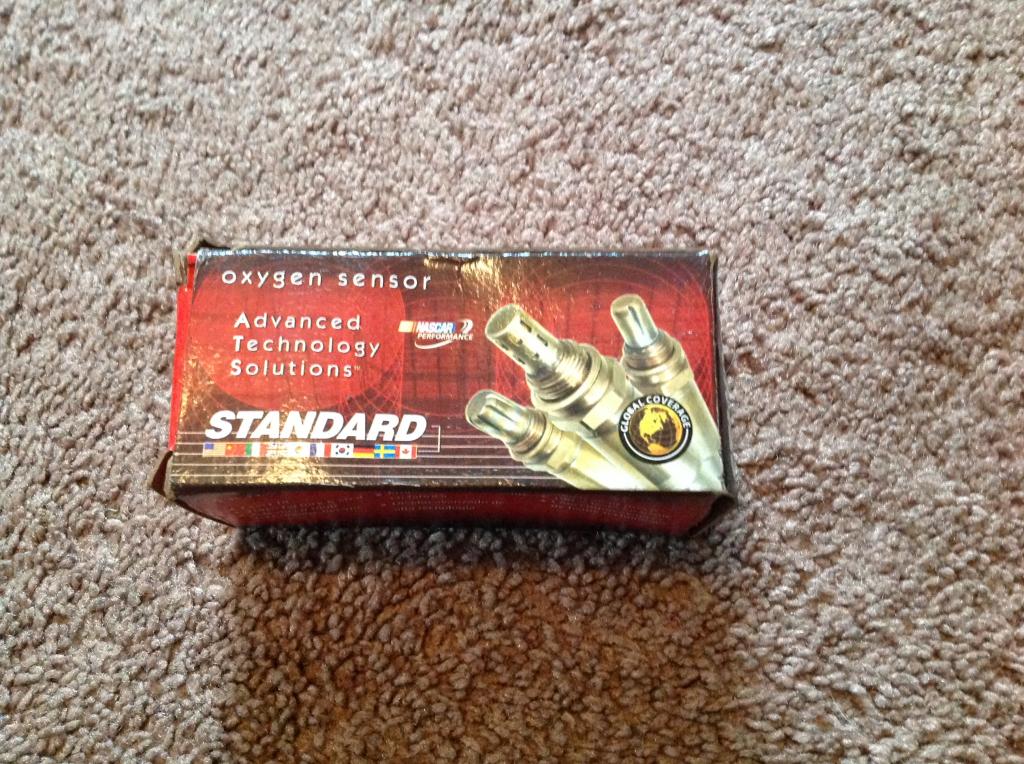 oxygen sensor
Advanced
Technology
Solutions™
NASCAR
PERFORMANCE
STANDARD
GLOBAL COVERAGE